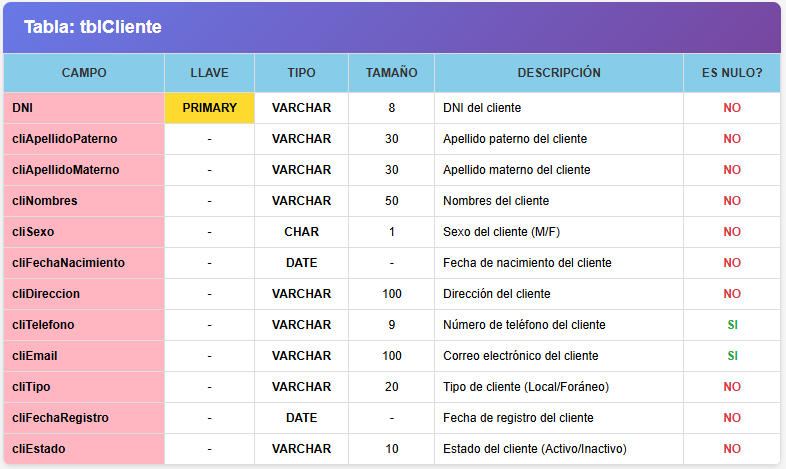 Tabla: tblCliente
CAMPO LLAVE TIPO TAMAÑO DESCRIPCIÓN ES NULO?
DNI PRIMARY VARCHAR 8 DNI del cliente NO
cliApellidoPaterno - VARCHAR 30 Apellido paterno del cliente NO
cliApellidoMaterno - VARCHAR 30 Apellido materno del cliente NO
cliNombres - VARCHAR 50 Nombres del cliente NO
cliSexo - CHAR 1 Sexo del cliente (M/F) NO
cliFechaNacimiento - DATE - Fecha de nacimiento del cliente NO
cliDireccion - VARCHAR 100 Dirección del cliente NO
cliTelefono - VARCHAR 9 Número de teléfono del cliente SI
cliEmail - VARCHAR 100 Correo electrónico del cliente SI
cliTipo - VARCHAR 20 Tipo de cliente (Local/Foráneo) NO
cliFechaRegistro - DATE - Fecha de registro del cliente NO
cliEstado - VARCHAR 10 Estado del cliente (Activo/Inactivo) NO